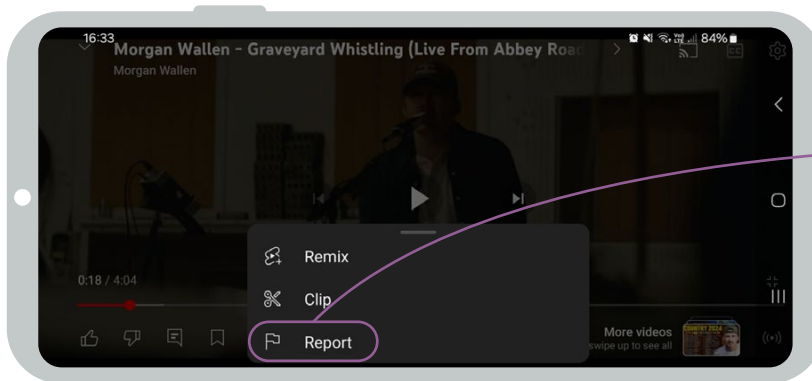 16:33
84%
Morgan Wallen – Graveyard Whistling (Live From Abbey Road
Morgan Wallen
Remix
0:18 / 4:04
Clip
Report
More videos
swipe up to see all